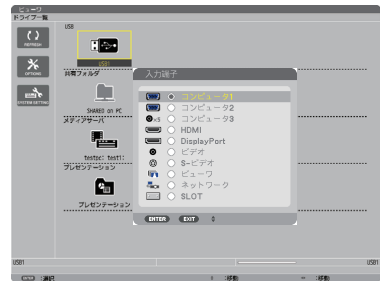 ビューワ
ドライブ一覧
USB
REFRESH
USB1
OPTIONS
共有フォルダ
入力端子
コンピュータ1
コンピュータ2
×5 コンピュータ3
HDMI
DisplayPort
ビデオ
S-ビデオ
ビューワ
ネットワーク
SLOT
ENTER EXIT
SYSTEM SETTING
SHARED on PC
メディアサーバ
testpc: test1:
プレゼンテーション
プレゼンテーション
USB1 USB1
ENTER :選択 :移動 :移動